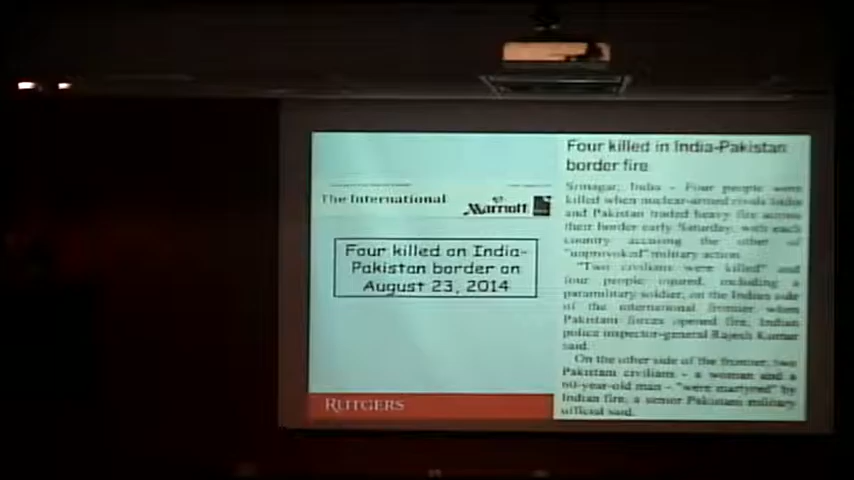 The International
Marriott
Four killed on India-
Pakistan border on
August 23, 2014
RUTGERS
Four killed in India-Pakistan
border fire
Srinagar, India - Four people were
killed when nuclear-armed rivals India
and Pakistan traded heavy fire across
their border early Saturday, with each
country accusing the other of
"unprovoked" military action.
"Two civilians were killed" and
four people injured, including a
paramilitary soldier, on the Indian side
of the international frontier when
Pakistani forces opened fire, Indian
police inspector-general Rajesh Kumar
said.
On the other side of the frontier, two
Pakistani civilians - a woman and a
60-year-old man - "were martyred" by
Indian fire, a senior Pakistani military
official said.